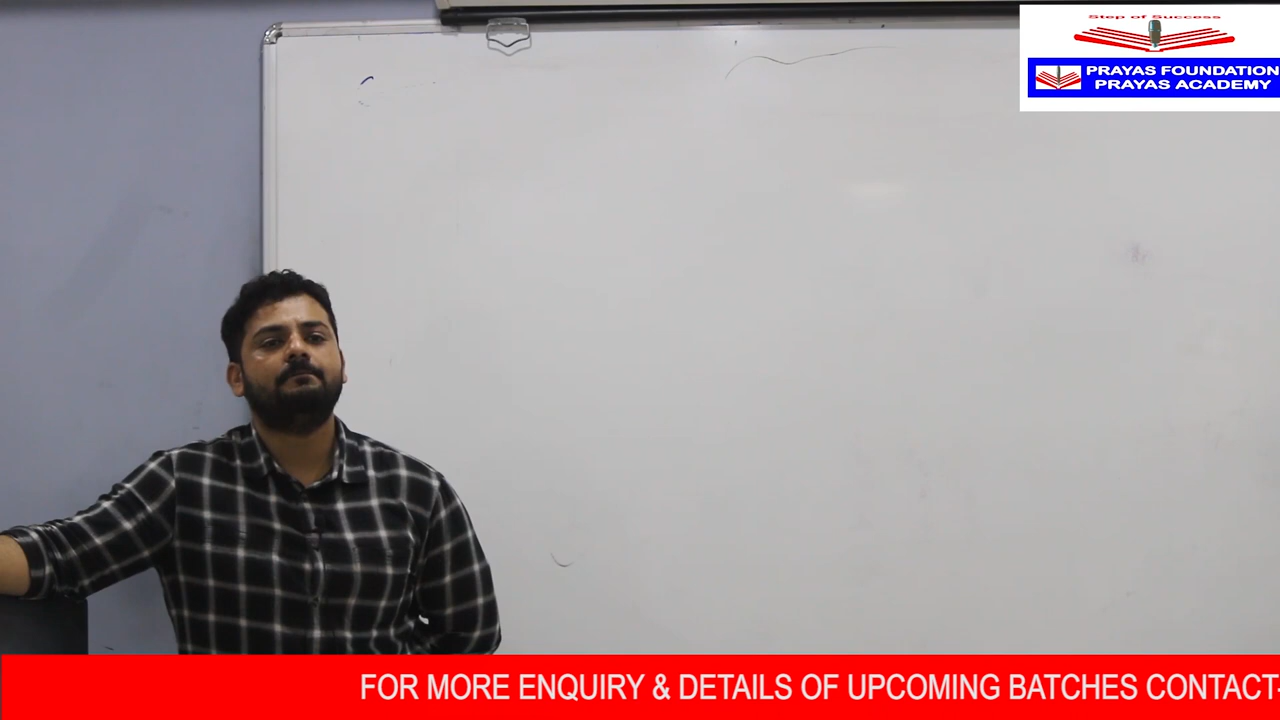 Step of Success
PRAYAS FOUNDATION
PRAYAS ACADEMY
FOR MORE ENQUIRY & DETAILS OF UPCOMING BATCHES CONTACT: